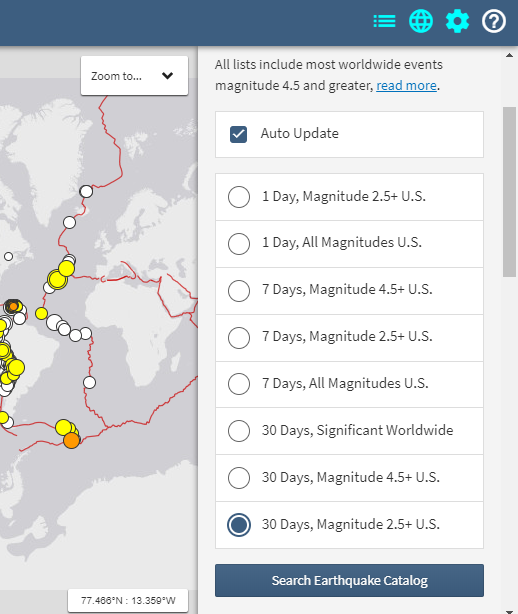 Zoom to...
All lists include most worldwide events
magnitude 4.5 and greater, read more.
Auto Update
1 Day, Magnitude 2.5+ U.S.
1 Day, All Magnitudes U.S.
7 Days, Magnitude 4.5+ U.S.
7 Days, Magnitude 2.5+ U.S.
7 Days, All Magnitudes U.S.
30 Days, Significant Worldwide
30 Days, Magnitude 4.5+ U.S.
30 Days, Magnitude 2.5+ U.S.
Search Earthquake Catalog
77.466°N : 13.359°W